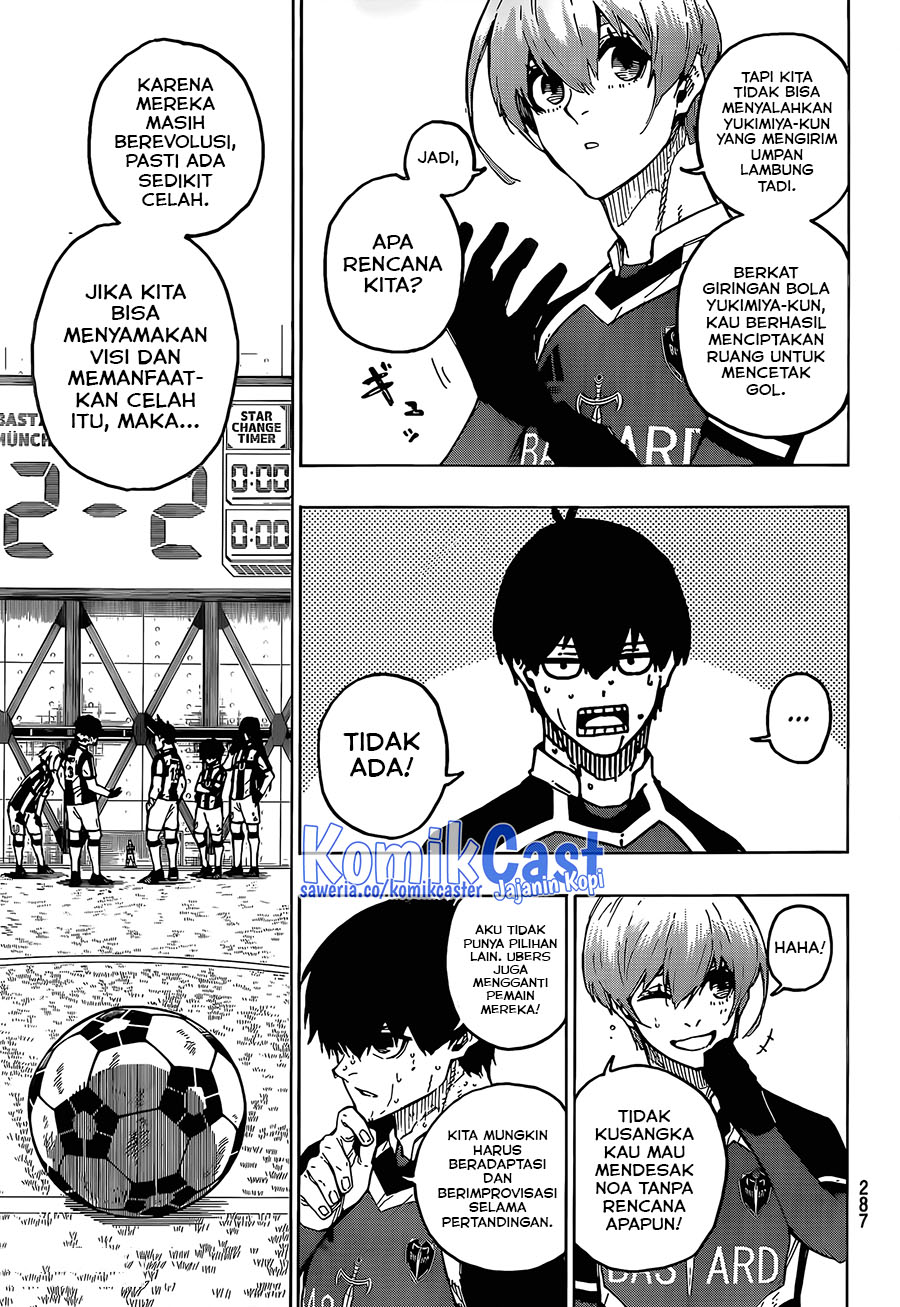 TAPI KITA
TIDAK BISA
MENYALAHKAN
YUKIMIYA-KUN
YANG MENGIRIM
UMPAN
LAMBUNG
TADI.
BERKAT
GIRINGAN BOLA
YUKIMIYA-KUN,
KAU BERHASIL
MENCIPTAKAN
RUANG UNTUK
MENCETAK
GOL.
JADI,
APA
RENCANA
KITA?
ギュッ
BASTARD
...
TIDAK
ADA!
KomikCast
saweria.co/komikcaster Jajanin Kopi
HAHA!
TIDAK
KUSANGKA
KAU MAU
MENDESAK
NOA TANPA
RENCANA
APAPUN!
BASTARD
AKU TIDAK
PUNYA PILIHAN
LAIN. UBERS
JUGA
MENGGANTI
PEMAIN
MEREKA!
KITA MUNGKIN
HARUS
BERADAPTASI
DAN
BERIMPROVISASI
SELAMA
PERTANDINGAN.
KARENA
MEREKA
MASIH
BEREVOLUSI,
PASTI ADA
SEDIKIT
CELAH.
JIKA KITA
BISA
MENYAMAKAN
VISI DAN
MEMANFAAT-
KAN CELAH
ITU, MAKA...
BASTA
MÜNCH
2-2
STAR
CHANGE
TIMER
0:00
0:00
287